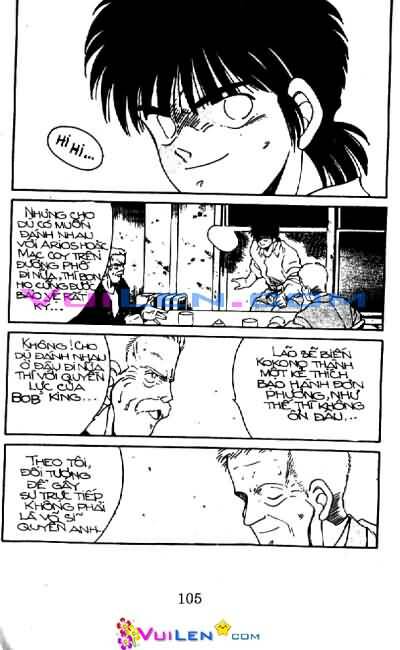 HI
HI...
NHƯNG CHO
DÙ CÓ MUỐN
ĐÁNH NHAU
VỚI ARIOS HOẶC
MAC COY TRÊN
ĐƯỜNG PHỐ
ĐI NỮA, THÌ BỌN
HỌ CŨNG ĐƯỢC
BẢO VỆ RẤT
KỸ...
VUILEN.COM
KHÔNG! CHO
DÙ ĐÁNH NHAU
Ở ĐÂU ĐI NỮA
THÌ VỚI QUYỀN
LỰC CỦA
BOB KING...
LÃO SẼ BIẾN
KOKONO THÀNH
MỘT KẺ THÍCH
BẠO HÀNH ĐƠN
PHƯƠNG, NHƯ
THẾ THÌ KHÔNG
ỔN ĐÂU...
THEO TÔI,
ĐỐI TƯỢNG
ĐỂ GÂY
SỰ TRỰC TIẾP
KHÔNG PHẢI
LÀ VÕ SĨ
QUYỀN ANH...
105
VUILEN.COM